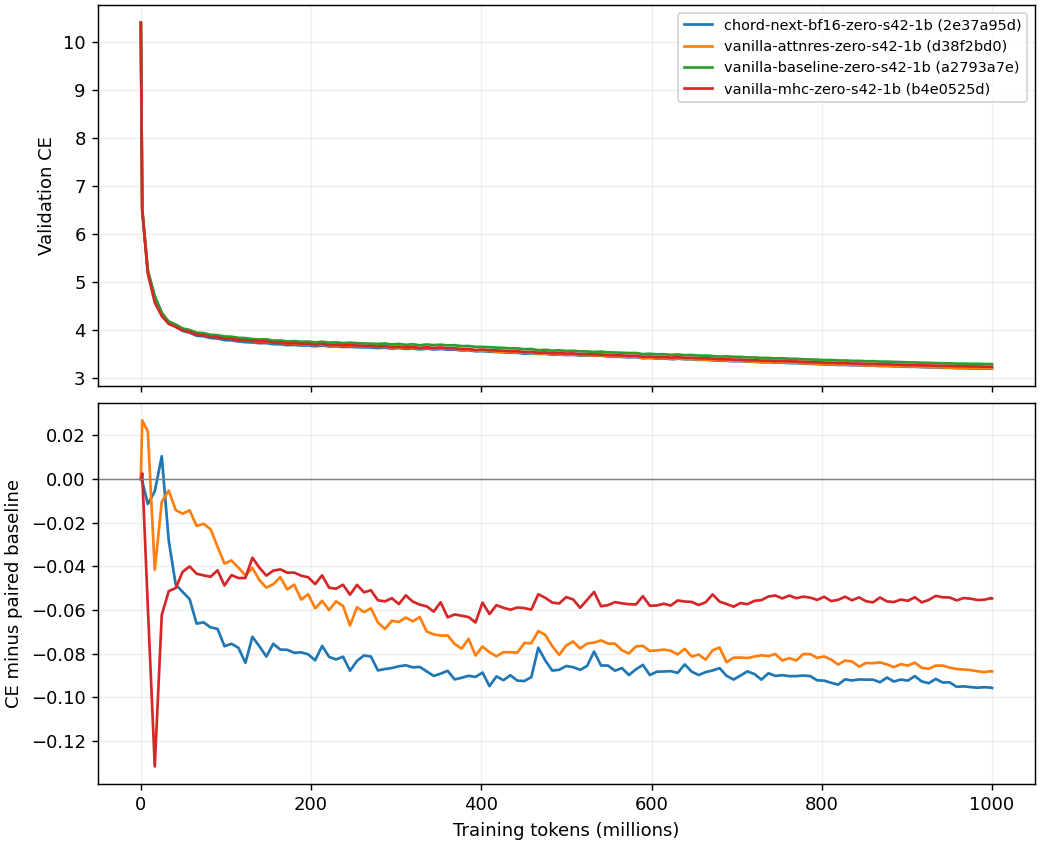 10
9
8
7
6
5
4
3
Validation CE
chord-next-bf16-zero-s42-1b (2e37a95d)
vanilla-attnres-zero-s42-1b (d38f2bd0)
vanilla-baseline-zero-s42-1b (a2793a7e)
vanilla-mhc-zero-s42-1b (b4e0525d)
0.02
0.00
−0.02
−0.04
−0.06
−0.08
−0.10
−0.12
CE minus paired baseline
0 200 400 600 800 1000
Training tokens (millions)